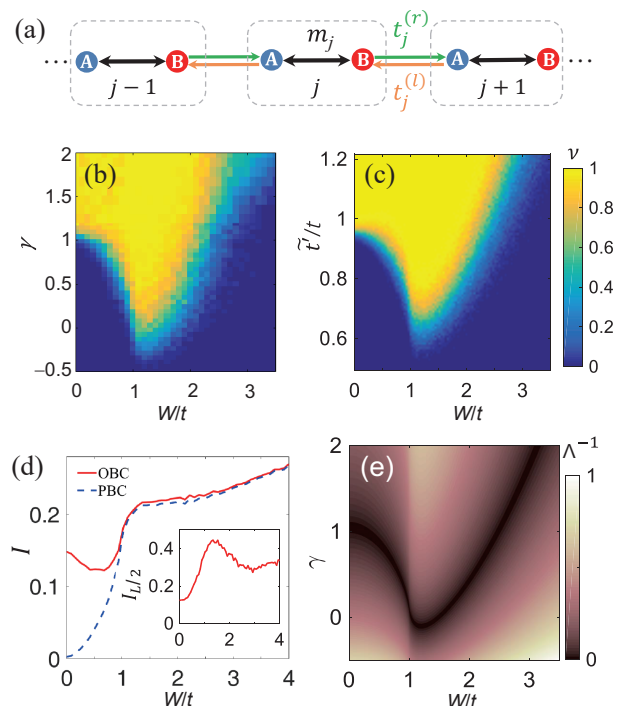 (a)
m_j t_j^{(r)}
··· A B A B A B ···
t_j^{(l)}
j − 1 j j + 1
(b) (c)
ν
2
1.5
1
0.5
0
−0.5
γ
0 1 2 3
W/t
1.2
1
0.8
0.6
t̃'/t
0 1 2 3
W/t
1
0.8
0.6
0.4
0.2
0
(d)
OBC
PBC
0.2
0.1
0
I
0 1 2 3 4
W/t
0.4
0.2
0
I_{L/2}
0 2 4
(e)
Λ^{−1}
2
1
0
γ
0 1 2 3
W/t
1
0